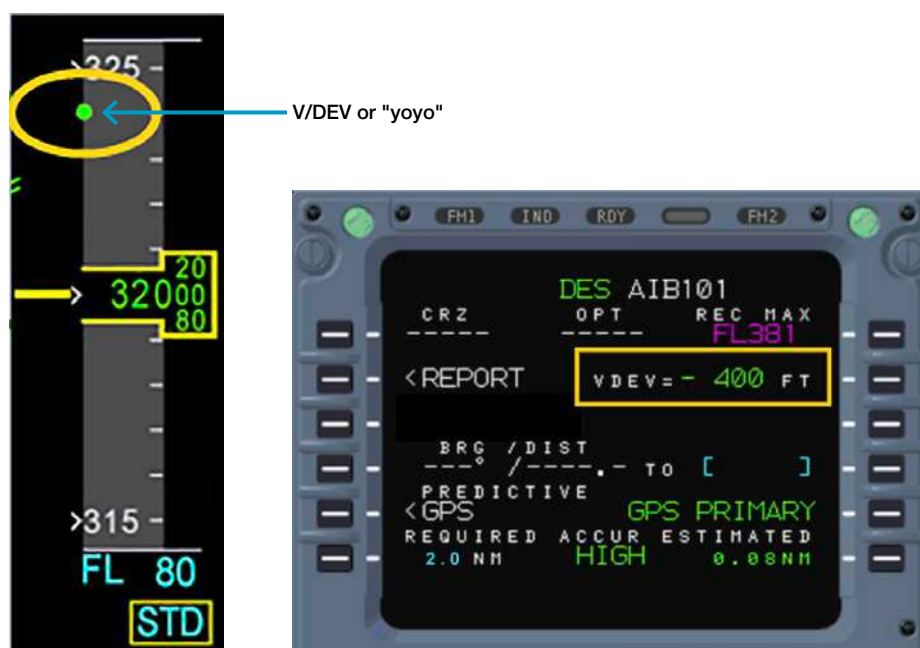 >325
V/DEV or "yoyo"
20
32000
80
>315
FL 80
STD
FM1 IND RDY FM2
DES AIB101
CRZ OPT REC MAX
----- ----- FL381
<REPORT VDEV=- 400 FT
BRG /DIST
---° /----.- TO [ ]
PREDICTIVE
<GPS GPS PRIMARY
REQUIRED ACCUR ESTIMATED
2.0 NM HIGH 0.08NM